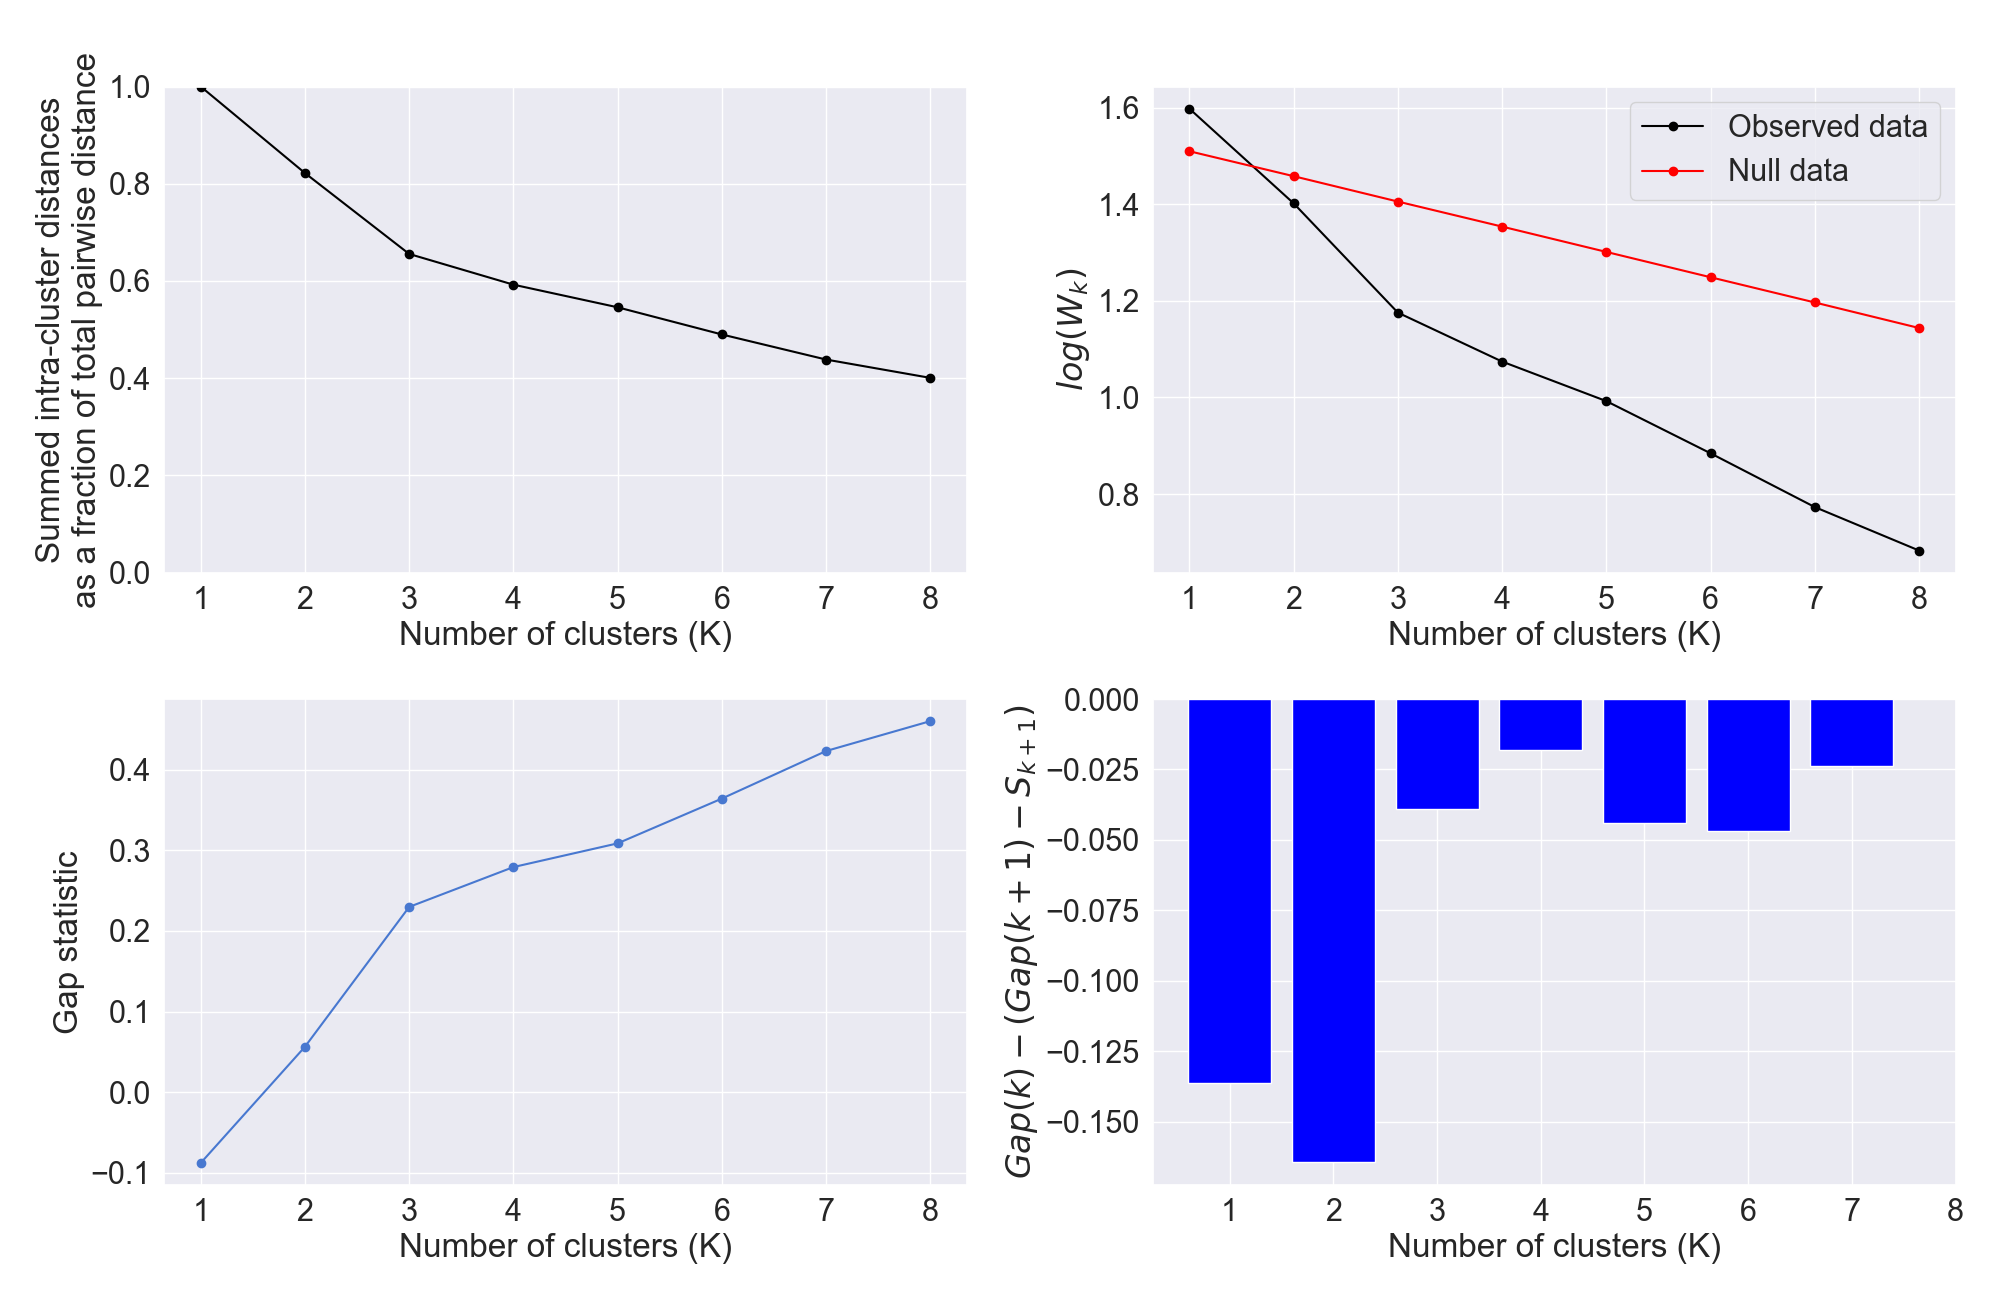 Summed intra-cluster distances
as a fraction of total pairwise distance
1.0
0.8
0.6
0.4
0.2
0.0
1 2 3 4 5 6 7 8
Number of clusters (K)
log(W_k)
1.6
1.4
1.2
1.0
0.8
Observed data
Null data
1 2 3 4 5 6 7 8
Number of clusters (K)
Gap statistic
0.4
0.3
0.2
0.1
0.0
−0.1
1 2 3 4 5 6 7 8
Number of clusters (K)
Gap(k) − (Gap(k + 1) − S_{k + 1})
0.000
−0.025
−0.050
−0.075
−0.100
−0.125
−0.150
1 2 3 4 5 6 7 8
Number of clusters (K)